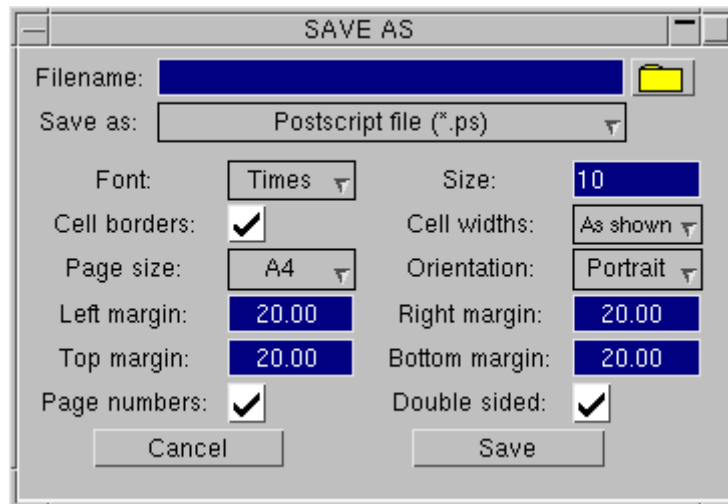 SAVE AS
Filename:
Save as: Postscript file (*.ps)
Font: Times Size: 10
Cell borders: Cell widths: As shown
Page size: A4 Orientation: Portrait
Left margin: 20.00 Right margin: 20.00
Top margin: 20.00 Bottom margin: 20.00
Page numbers: Double sided:
Cancel Save